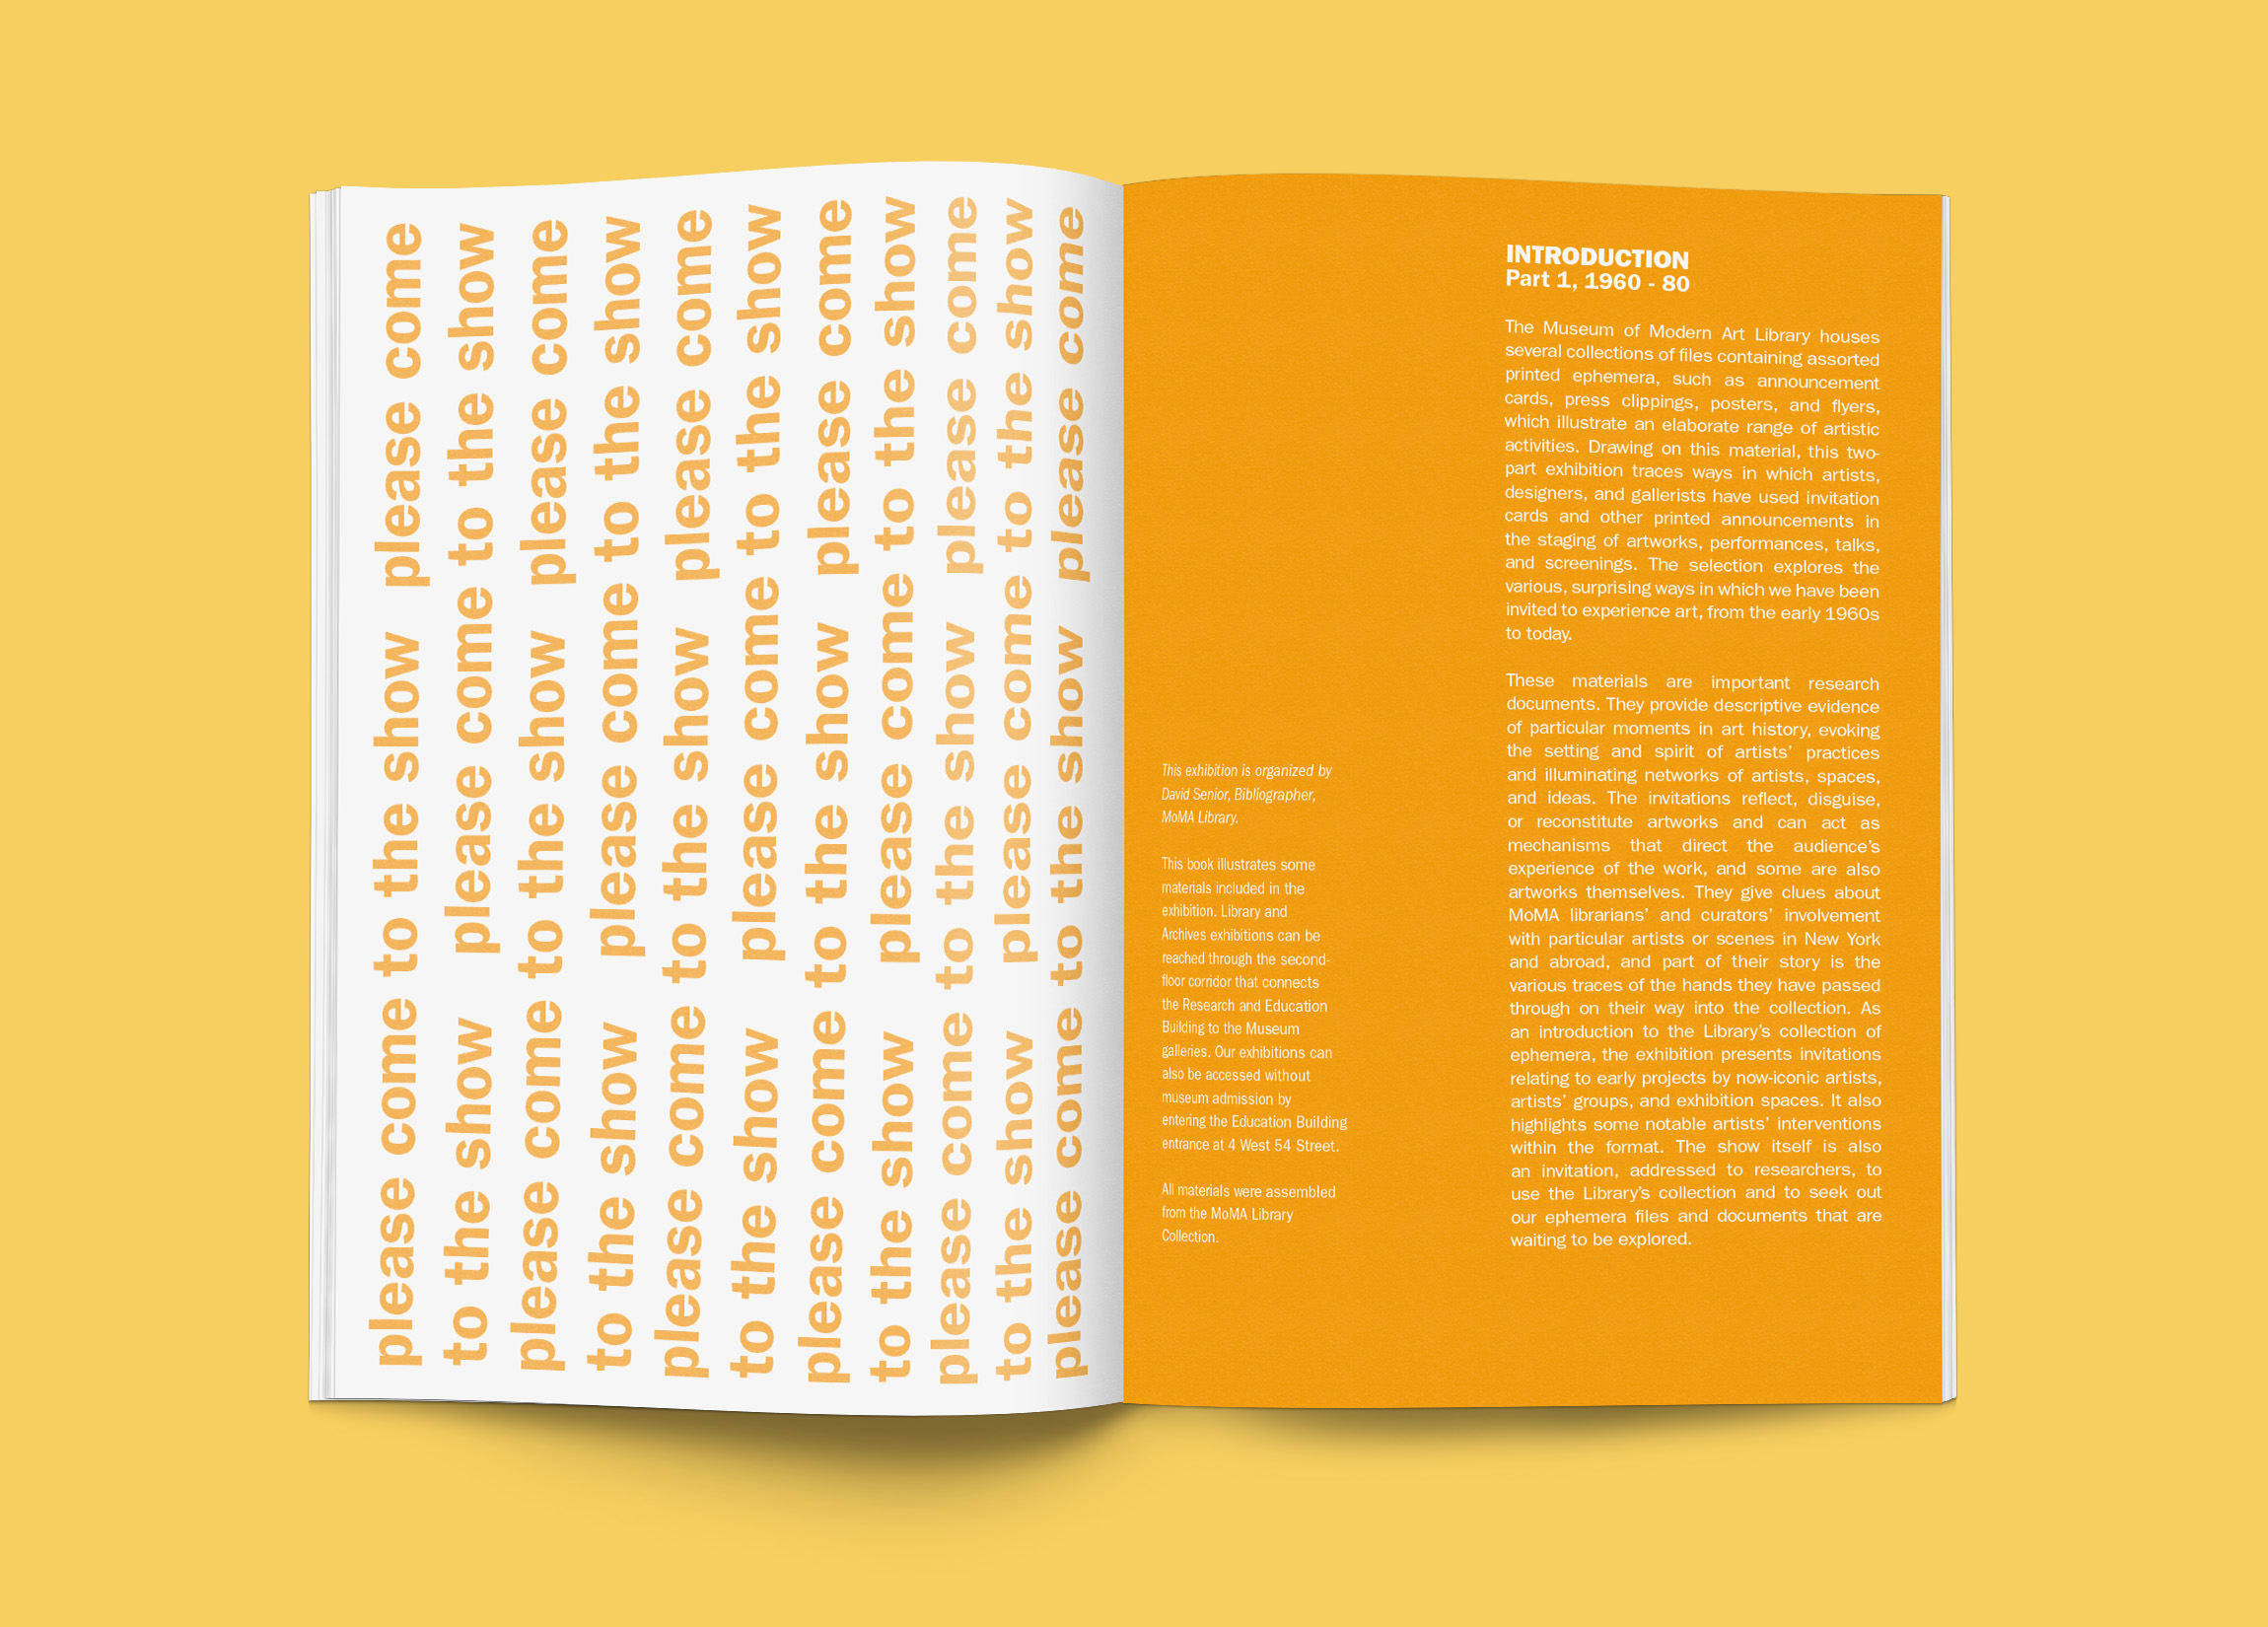 please come to the show please come
to the show please come to the show
please come to the show please come
to the show please come to the show
please come to the show please come
to the show please come to the show
please come to the show please come
to the show please come to the show
please come to the show please come
to the show please come to the show
please come to the show please come
This exhibition is organized by
David Senior, Bibliographer,
MoMA Library.
This book illustrates some
materials included in the
exhibition. Library and
Archives exhibitions can be
reached through the second-
floor corridor that connects
the Research and Education
Building to the Museum
galleries. Our exhibitions can
also be accessed without
museum admission by
entering the Education Building
entrance at 4 West 54 Street.
All materials were assembled
from the MoMA Library
Collection.
INTRODUCTION
Part 1, 1960 - 80
The Museum of Modern Art Library houses
several collections of files containing assorted
printed ephemera, such as announcement
cards, press clippings, posters, and flyers,
which illustrate an elaborate range of artistic
activities. Drawing on this material, this two-
part exhibition traces ways in which artists,
designers, and gallerists have used invitation
cards and other printed announcements in
the staging of artworks, performances, talks,
and screenings. The selection explores the
various, surprising ways in which we have been
invited to experience art, from the early 1960s
to today.
These materials are important research
documents. They provide descriptive evidence
of particular moments in art history, evoking
the setting and spirit of artists’ practices
and illuminating networks of artists, spaces,
and ideas. The invitations reflect, disguise,
or reconstitute artworks and can act as
mechanisms that direct the audience’s
experience of the work, and some are also
artworks themselves. They give clues about
MoMA librarians’ and curators’ involvement
with particular artists or scenes in New York
and abroad, and part of their story is the
various traces of the hands they have passed
through on their way into the collection. As
an introduction to the Library’s collection of
ephemera, the exhibition presents invitations
relating to early projects by now-iconic artists,
artists’ groups, and exhibition spaces. It also
highlights some notable artists’ interventions
within the format. The show itself is also
an invitation, addressed to researchers, to
use the Library’s collection and to seek out
our ephemera files and documents that are
waiting to be explored.